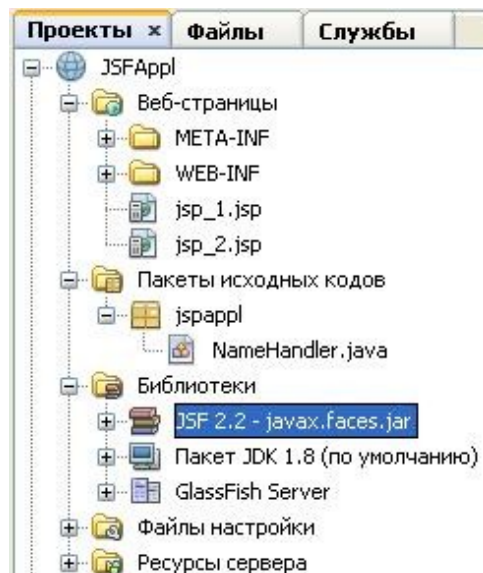 Проекты × Файлы Службы
JSFAppl
Веб-страницы
META-INF
WEB-INF
jsp_1.jsp
jsp_2.jsp
Пакеты исходных кодов
jspappl
NameHandler.java
Библиотеки
JSF 2.2 - javax.faces.jar
Пакет JDK 1.8 (по умолчанию)
GlassFish Server
Файлы настройки
Ресурсы сервера